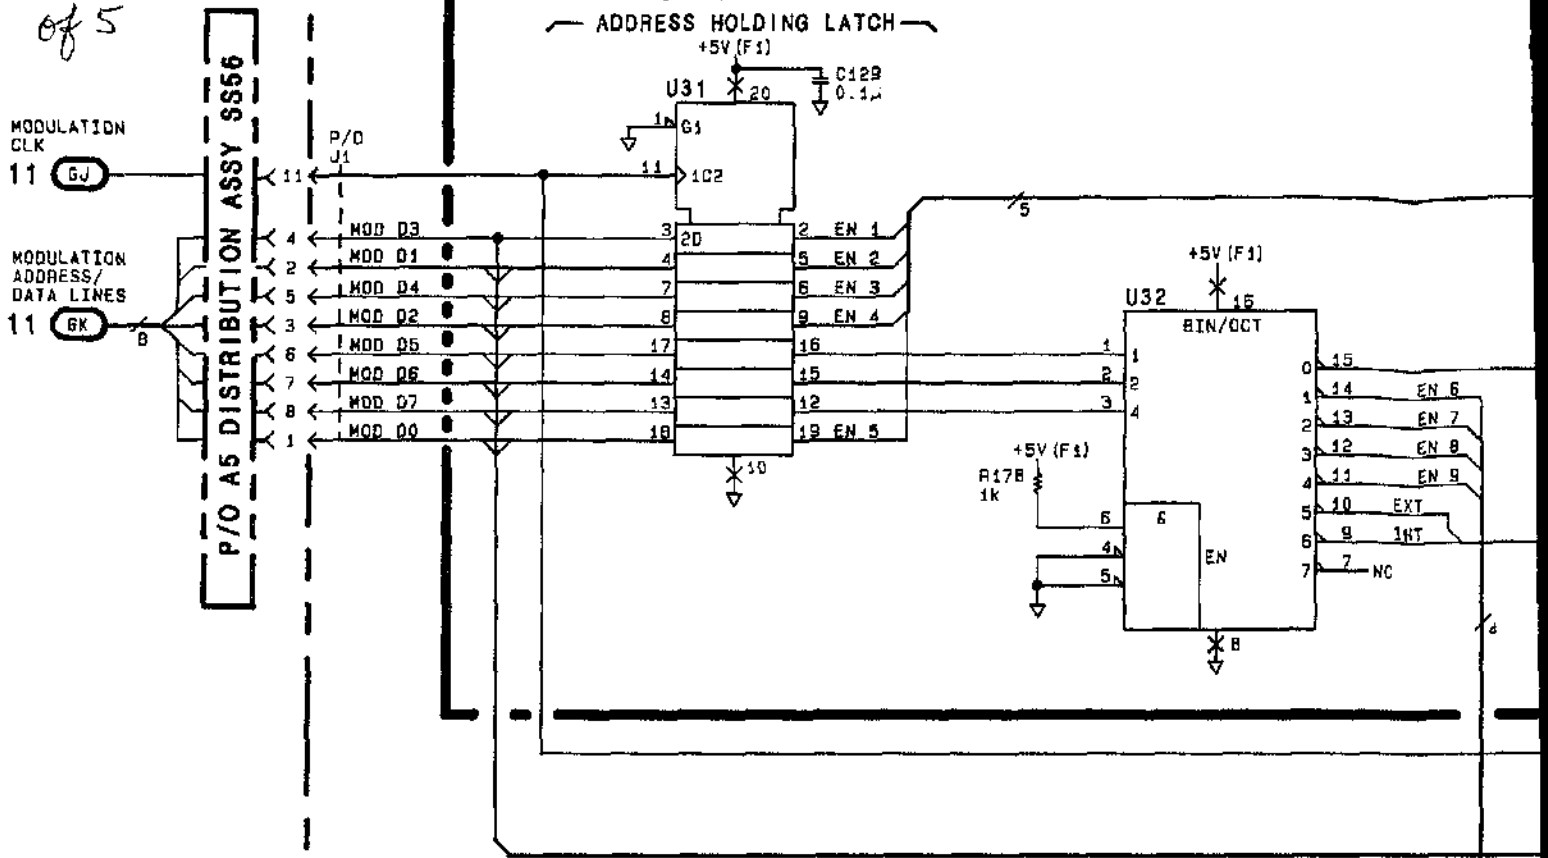 of 5
ADDRESS HOLDING LATCH
+5V(F1)
C129
0.1µ
U31
20
1
G1
MODULATION
CLK
11 GJ
P/O A5 DISTRIBUTION ASSY SS56
P/O
J1
11
11
1C2
4 MOD D3 3 2D 2 EN 1
2 MOD D1 4 5 EN 2
5 MOD D4 7 6 EN 3
3 MOD D2 8 9 EN 4
6 MOD D5 17 16
7 MOD D6 14 15
8 MOD D7 13 12
1 MOD D0 18 19 EN 5
10
MODULATION
ADDRESS/
DATA LINES
11 GK
8
5
+5V(F1)
U32
16
BIN/OCT
1 1
2 2
3 4
0 15
1 14 EN 6
2 13 EN 7
3 12 EN 8
4 11 EN 9
5 10 EXT
6 9 INT
7 7 NC
+5V(F1)
R178
1k
6
&
4
5
EN
8